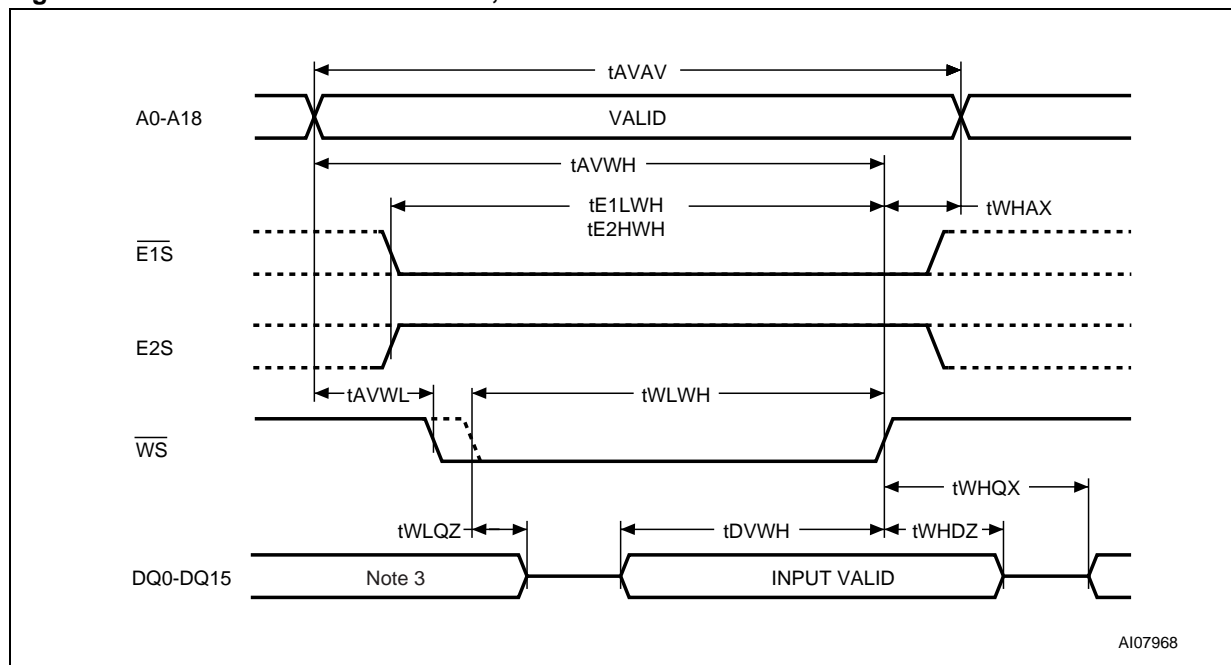 tAVAV
A0-A18 VALID
tAVWH
tE1LWH
tE2HWH
tWHAX
E1S
E2S
tAVWL tWLWH
WS
tWHQX
tWLQZ tDVWH tWHDZ
DQ0-DQ15 Note 3 INPUT VALID
AI07968